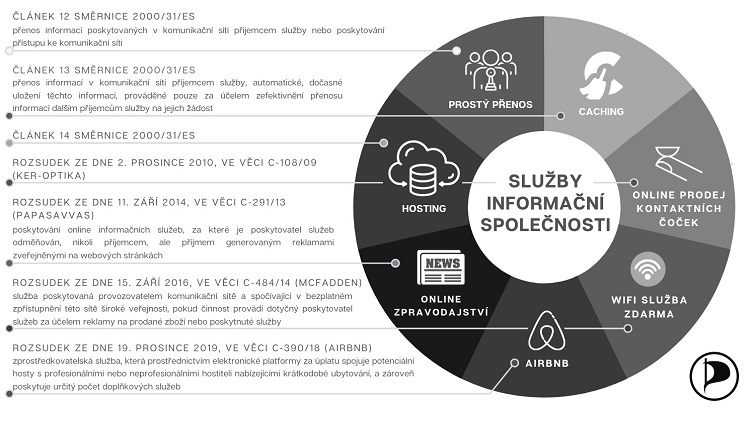 ČLÁNEK 12 SMĚRNICE 2000/31/ES
přenos informací poskytovaných v komunikační síti příjemcem služby nebo poskytování
přístupu ke komunikační síti
ČLÁNEK 13 SMĚRNICE 2000/31/ES
přenos informací v komunikační síti příjemcem služby, automatické, dočasné
uložení těchto informací, prováděné pouze za účelem zefektivnění přenosu
informací dalším příjemcům služby na jejich žádost
ČLÁNEK 14 SMĚRNICE 2000/31/ES
ROZSUDEK ZE DNE 2. PROSINCE 2010, VE VĚCI C-108/09
(KER-OPTIKA)
ROZSUDEK ZE DNE 11. ZÁŘÍ 2014, VE VĚCI C-291/13
(PAPASAVVAS)
poskytování online informačních služeb, za které je poskytovatel služeb
odměňován, nikoli příjemcem, ale příjmem generovaným reklamami
zveřejněnými na webových stránkách
ROZSUDEK ZE DNE 15. ZÁŘÍ 2016, VE VĚCI C-484/14 (MCFADDEN)
služba poskytovaná provozovatelem komunikační sítě a spočívající v bezplatném
zpřístupnění této sítě široké veřejnosti, pokud činnost provádí dotyčný poskytovatel
služeb za účelem reklamy na prodané zboží nebo poskytnuté služby
ROZSUDEK ZE DNE 19. PROSINCE 2019, VE VĚCI C-390/18 (AIRBNB)
zprostředkovatelská služba, která prostřednictvím elektronické platformy za úplatu spojuje potenciální
hosty s profesionálními nebo neprofesionálními hostiteli nabízejícími krátkodobé ubytování, a zároveň
poskytuje určitý počet doplňkových služeb
PROSTÝ PŘENOS
CACHING
HOSTING
SLUŽBY
INFORMAČNÍ
SPOLEČNOSTI
ONLINE PRODEJ
KONTAKTNÍCH
ČOČEK
NEWS
ONLINE
ZPRAVODAJSTVÍ
WIFI SLUŽBA
ZDARMA
AIRBNB